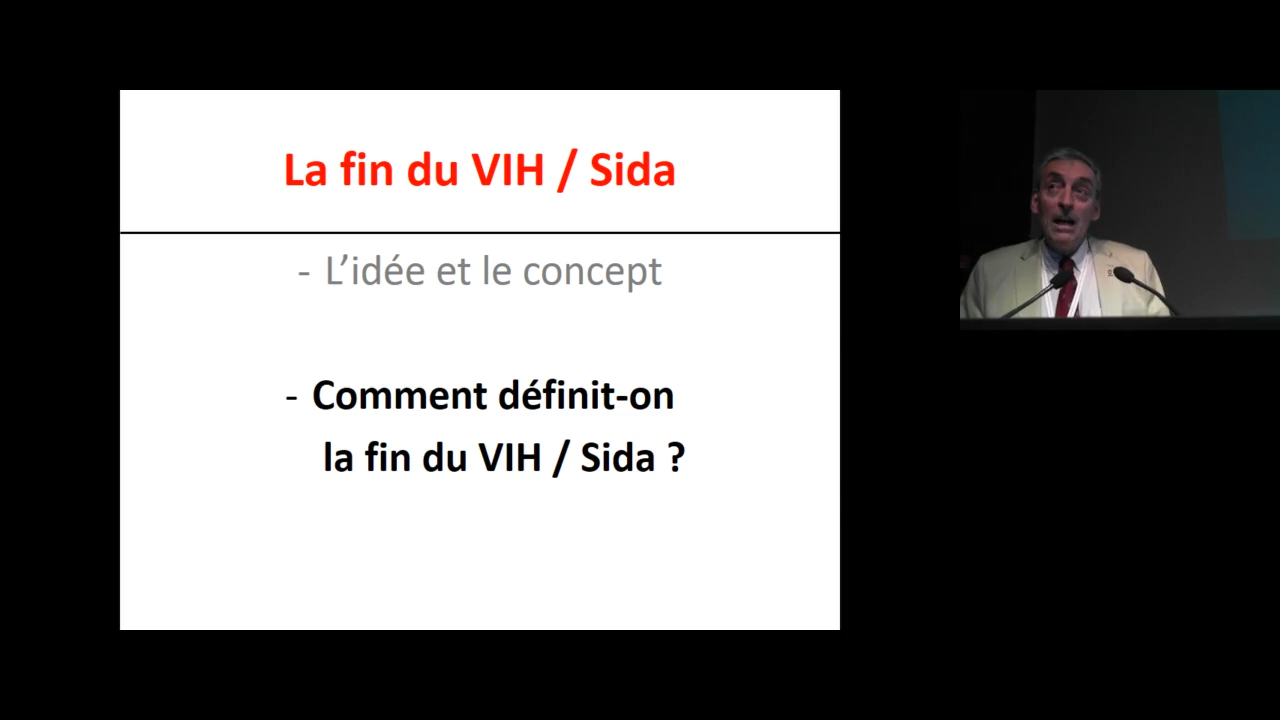 La fin du VIH / Sida
- L’idée et le concept
- Comment définit-on
la fin du VIH / Sida ?